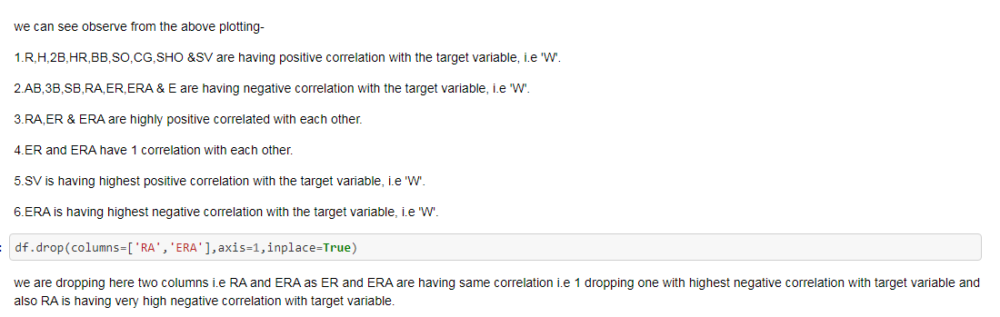 we can see observe from the above plotting-
1.R,H,2B,HR,BB,SO,CG,SHO &SV are having positive correlation with the target variable, i.e 'W'.
2.AB,3B,SB,RA,ER,ERA & E are having negative correlation with the target variable, i.e 'W'.
3.RA,ER & ERA are highly positive correlated with each other.
4.ER and ERA have 1 correlation with each other.
5.SV is having highest positive correlation with the target variable, i.e 'W'.
6.ERA is having highest negative correlation with the target variable, i.e 'W'.
: df.drop(columns=['RA','ERA'],axis=1,inplace=True)
we are dropping here two columns i.e RA and ERA as ER and ERA are having same correlation i.e 1 dropping one with highest negative correlation with target variable and
also RA is having very high negative correlation with target variable.